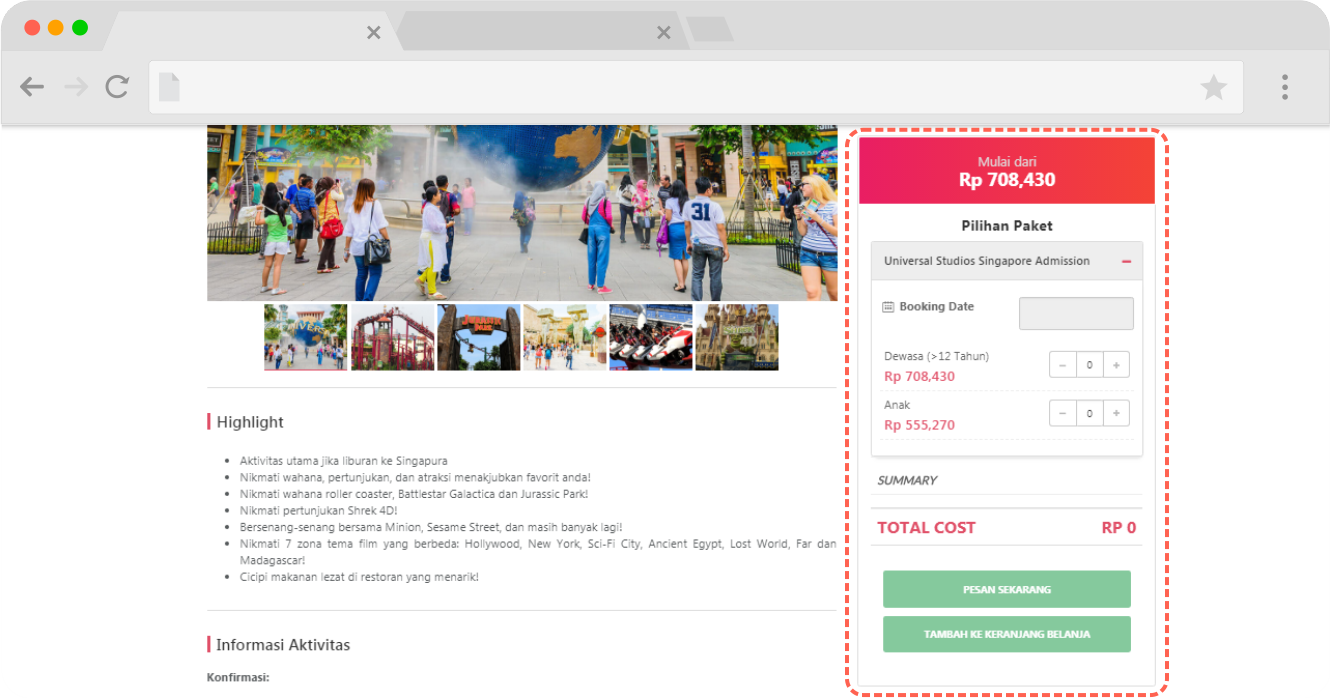 31
UNIVERS
JURASSIC
PARK
Highlight
Aktivitas utama jika liburan ke Singapura
Nikmati wahana, pertunjukan, dan atraksi menakjubkan favorit anda!
Nikmati wahana roller coaster, Battlestar Galactica dan Jurassic Park!
Nikmati pertunjukan Shrek 4D!
Bersenang-senang bersama Minion, Sesame Street, dan masih banyak lagi!
Nikmati 7 zona tema film yang berbeda: Hollywood, New York, Sci-Fi City, Ancient Egypt, Lost World, Far dan
Madagascar!
Cicipi makanan lezat di restoran yang menarik!
Informasi Aktivitas
Konfirmasi:
Mulai dari
Rp 708,430
Pilihan Paket
Universal Studios Singapore Admission
Booking Date
Dewasa (>12 Tahun)
Rp 708,430
− 0 +
Anak
Rp 555,270
− 0 +
SUMMARY
TOTAL COST RP 0
PESAN SEKARANG
TAMBAH KE KERANJANG BELANJA